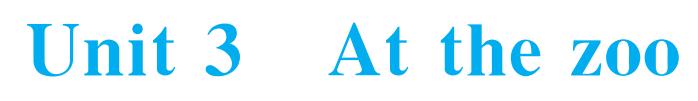 Unit 3 At the zoo